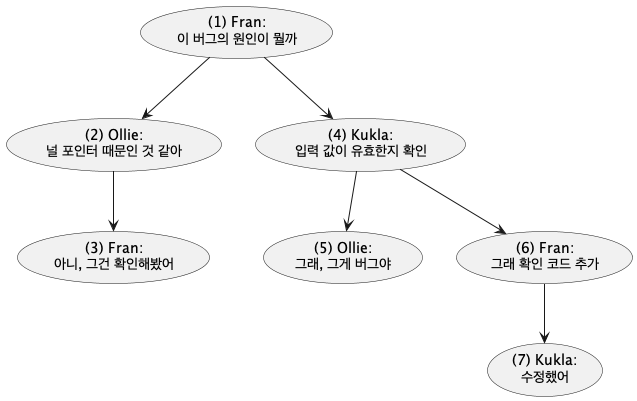 (1) Fran:
이 버그의 원인이 뭘까
(2) Ollie:
널 포인터 때문인 것 같아
(4) Kukla:
입력 값이 유효한지 확인
(3) Fran:
아니, 그건 확인해봤어
(5) Ollie:
그래, 그게 버그야
(6) Fran:
그래 확인 코드 추가
(7) Kukla:
수정했어